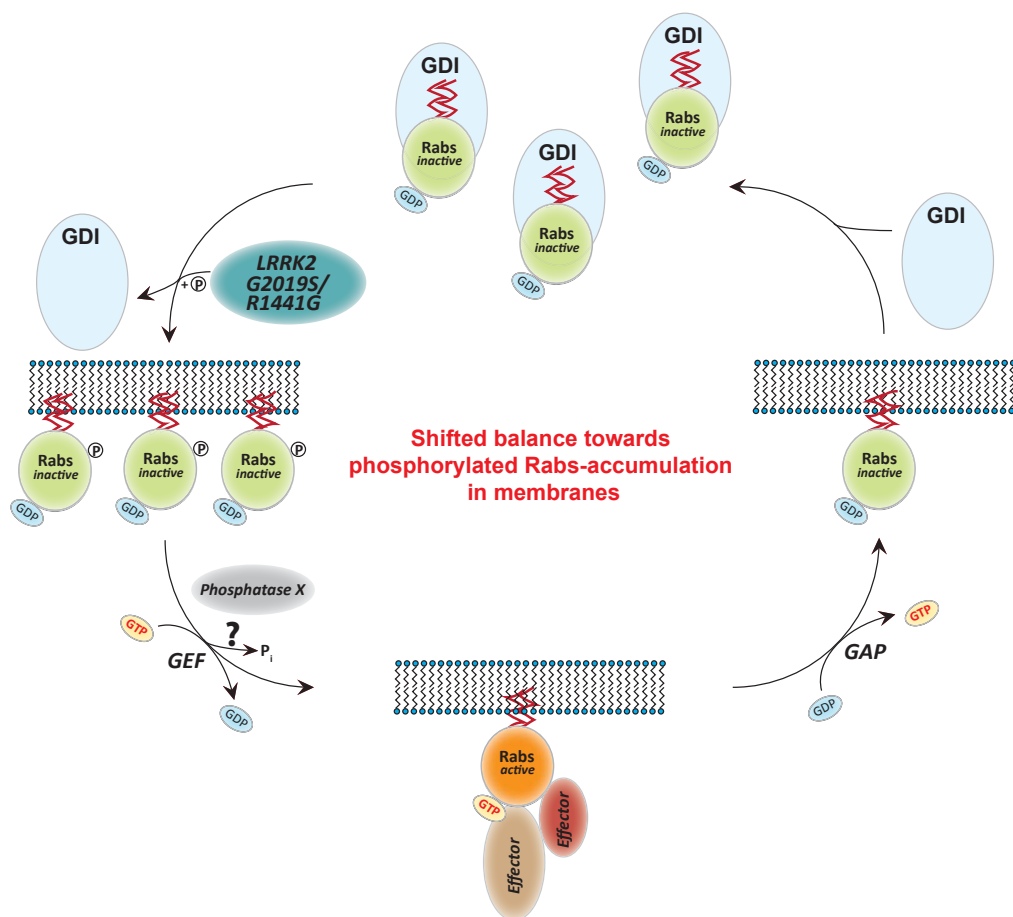 GDI
Rabs
inactive
GDP
GDI
Rabs
inactive
GDP
GDI
Rabs
inactive
GDP
GDI
GDI
LRRK2
G2019S/
R1441G
+ P
Rabs
inactive
P
GDP
Rabs
inactive
P
GDP
Rabs
inactive
P
GDP
Shifted balance towards
phosphorylated Rabs-accumulation
in membranes
Rabs
inactive
GDP
Phosphatase X
GTP
?
Pi
GEF
GDP
GTP
GAP
GDP
Rabs
active
GTP
Effector
Effector